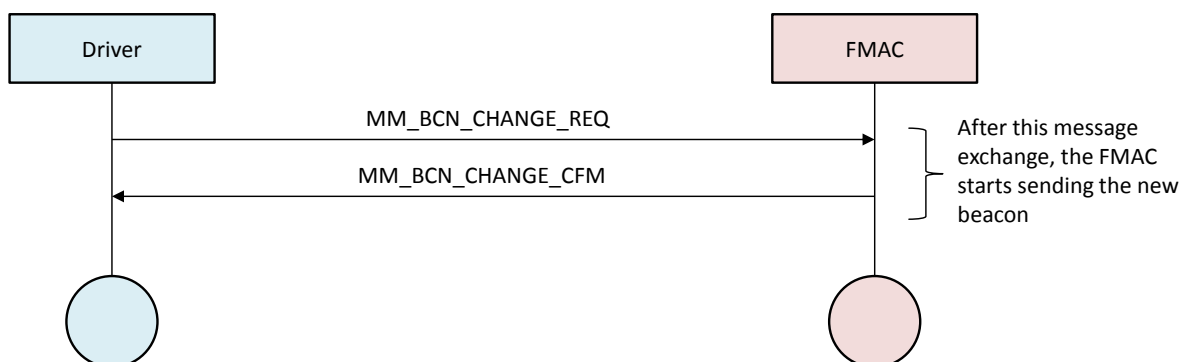 Driver
FMAC
MM_BCN_CHANGE_REQ
MM_BCN_CHANGE_CFM
After this message
exchange, the FMAC
starts sending the new
beacon